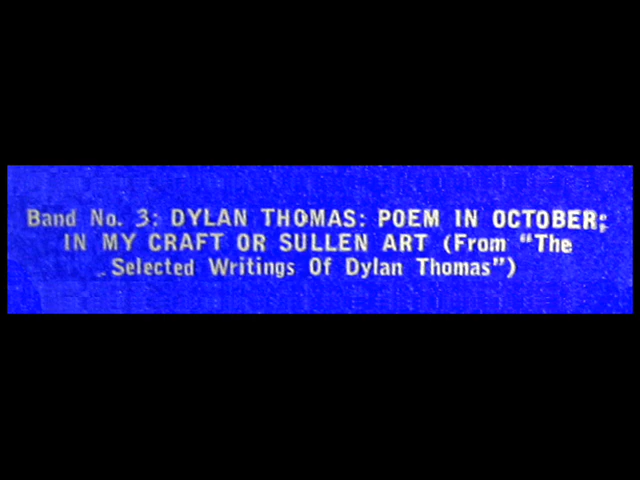 Band No. 3: DYLAN THOMAS: POEM IN OCTOBER;
IN MY CRAFT OR SULLEN ART (From "The
Selected Writings Of Dylan Thomas")